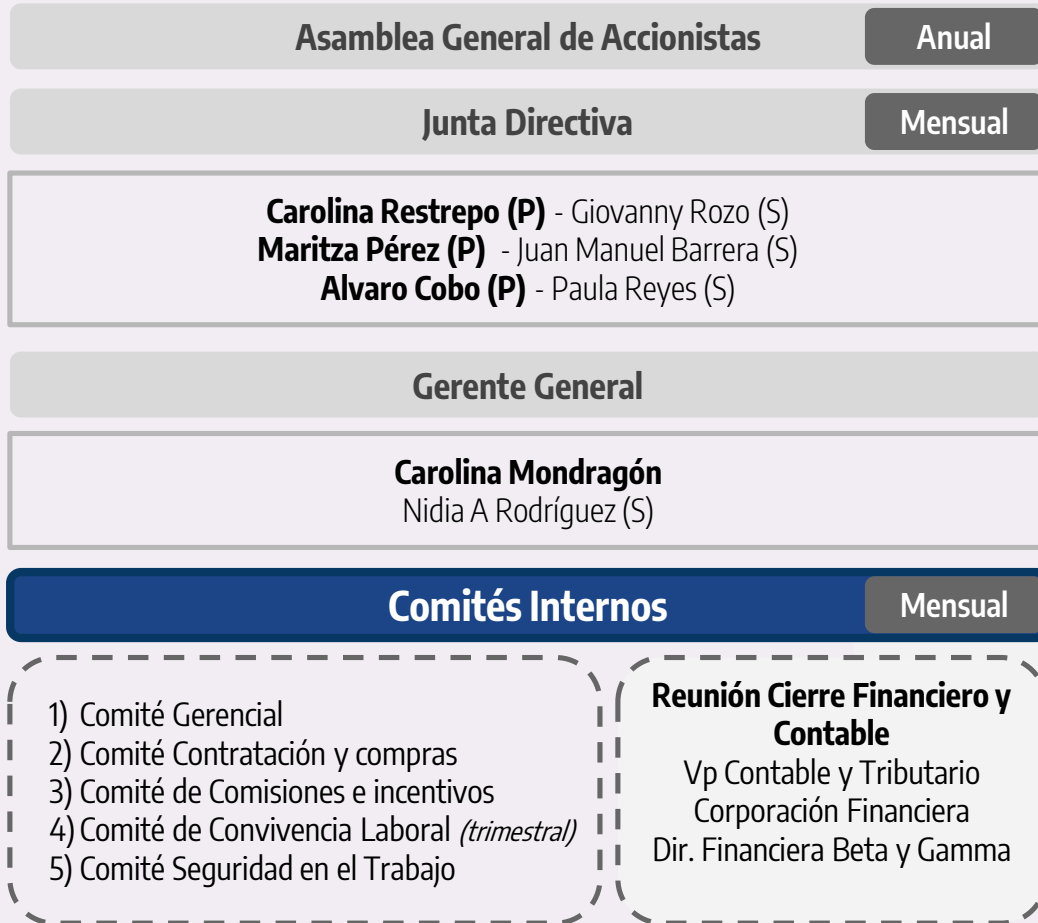 Asamblea General de Accionistas
Anual
Junta Directiva
Mensual
Carolina Restrepo (P) - Giovanny Rozo (S)
Maritza Pérez (P) - Juan Manuel Barrera (S)
Alvaro Cobo (P) - Paula Reyes (S)
Gerente General
Carolina Mondragón
Nidia A Rodríguez (S)
Comités Internos
Mensual
1) Comité Gerencial
2) Comité Contratación y compras
3) Comité de Comisiones e incentivos
4) Comité de Convivencia Laboral (trimestral)
5) Comité Seguridad en el Trabajo
Reunión Cierre Financiero y
Contable
Vp Contable y Tributario
Corporación Financiera
Dir. Financiera Beta y Gamma